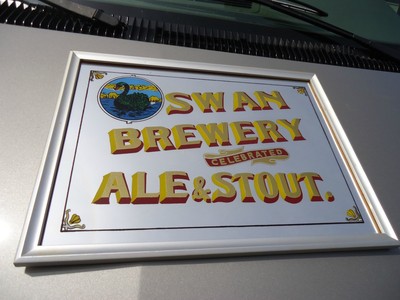 SWAN
BREWERY
CELEBRATED
ALE & STOUT.